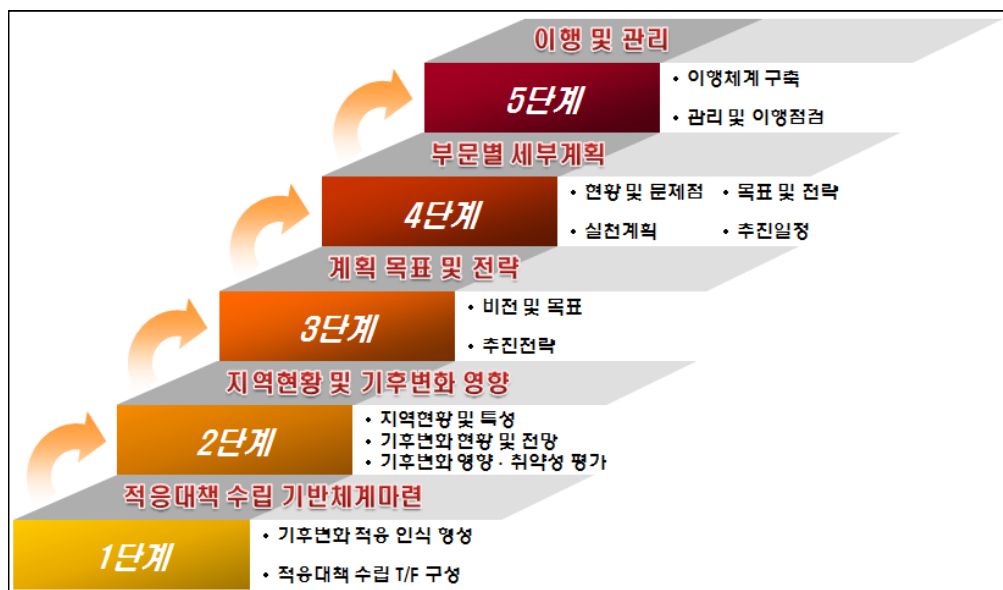 이행 및 관리
5단계
• 이행체계 구축
• 관리 및 이행점검
부문별 세부계획
4단계
• 현황 및 문제점 • 목표 및 전략
• 실천계획 • 추진일정
계획 목표 및 전략
3단계
• 비전 및 목표
• 추진전략
지역현황 및 기후변화 영향
2단계
• 지역현황 및 특성
• 기후변화 현황 및 전망
• 기후변화 영향 · 취약성 평가
적응대책 수립 기반체계마련
1단계
• 기후변화 적응 인식 형성
• 적응대책 수립 T/F 구성